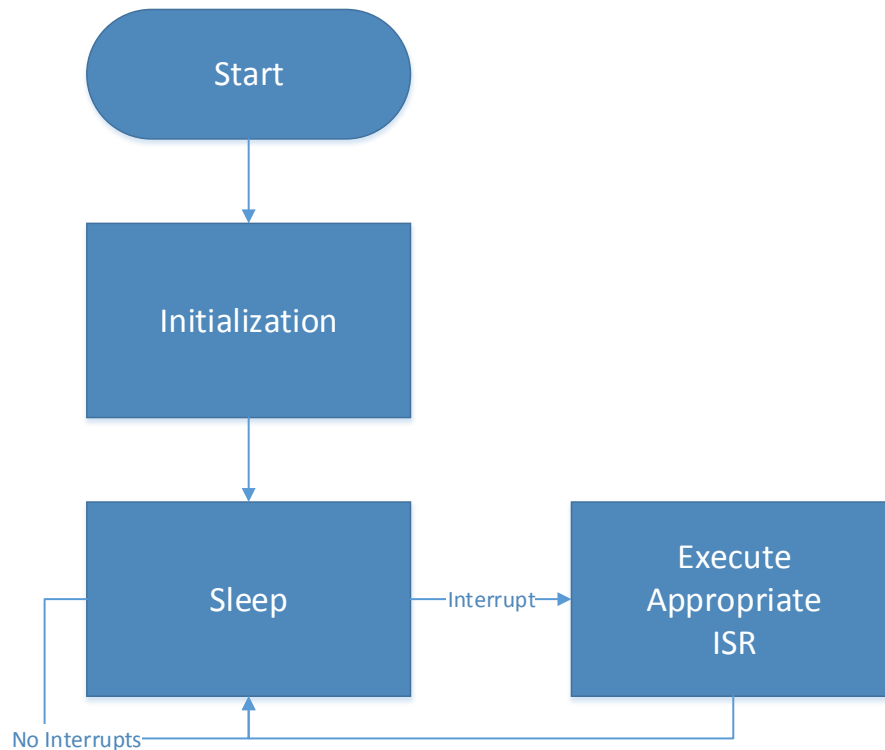 Start
Initialization
Sleep
Interrupt
Execute
Appropriate
ISR
No Interrupts